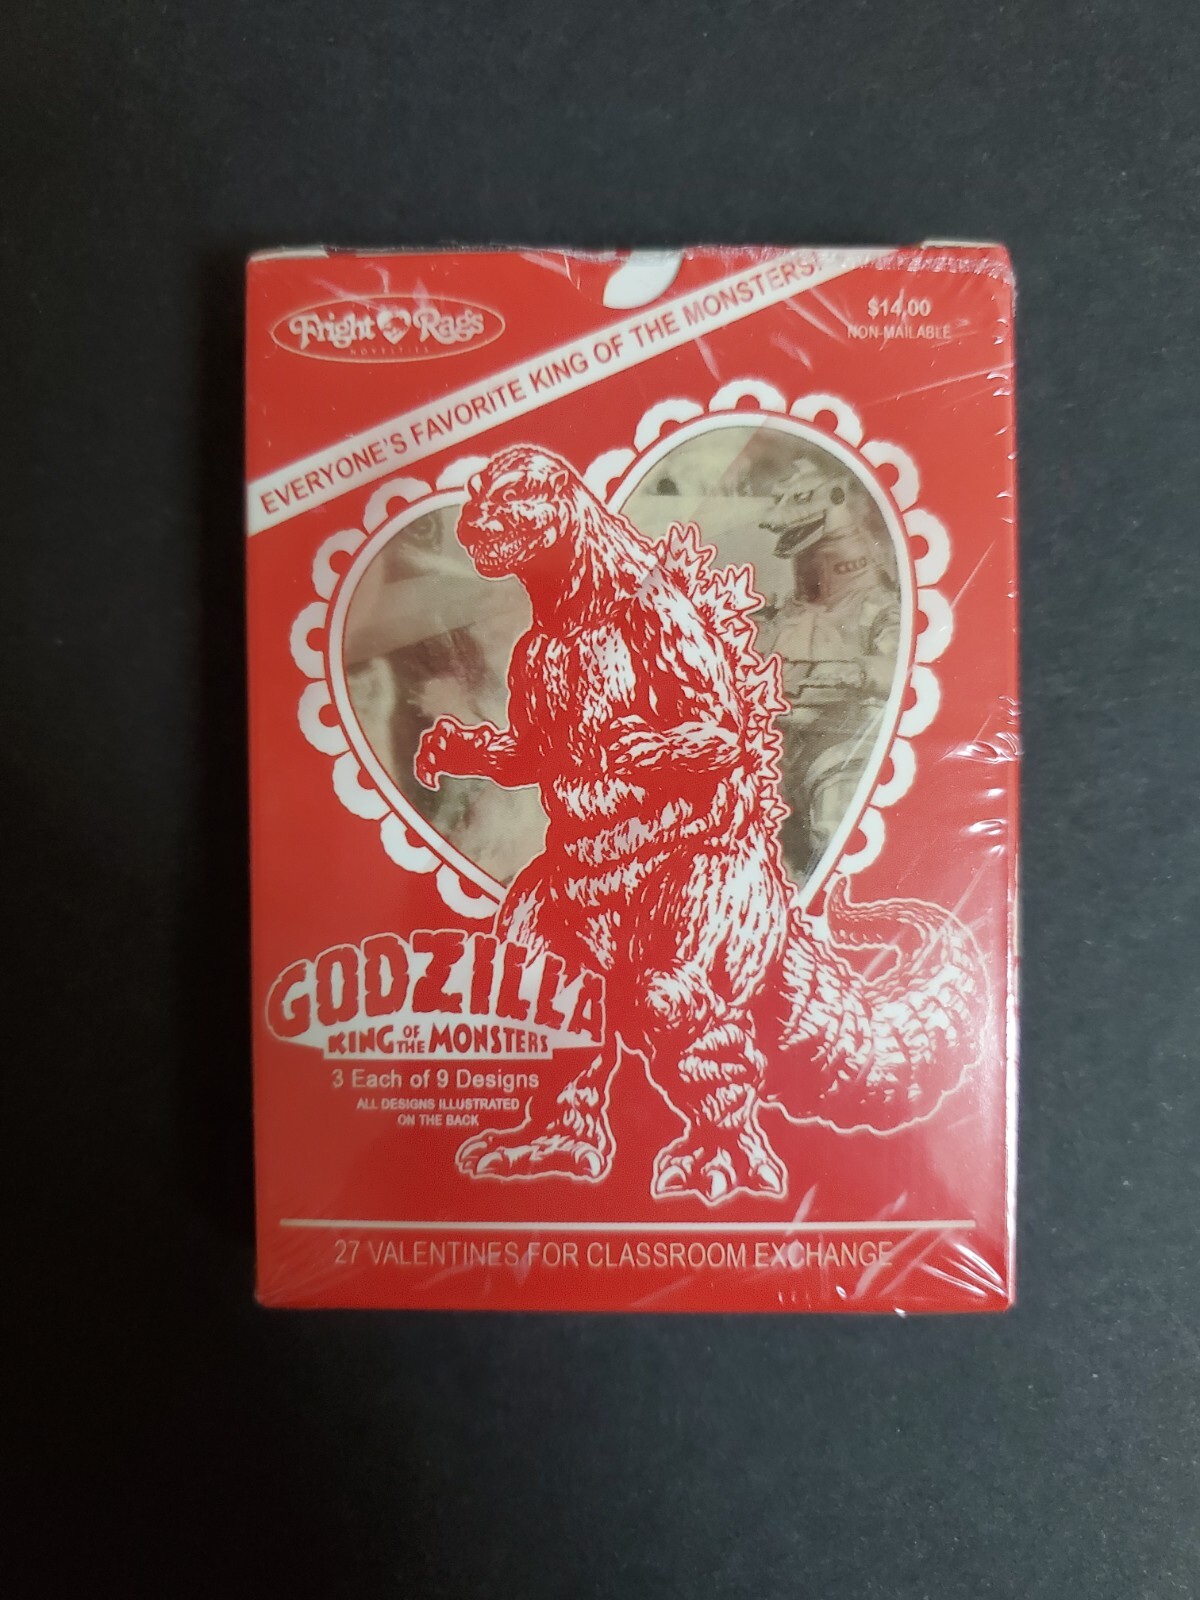 Fright Rags
NOVELTIES
EVERYONE'S FAVORITE KING OF THE MONSTERS!
$14.00
NON-MAILABLE
GODZILLA
KING OF THE MONSTERS
3 Each of 9 Designs
ALL DESIGNS ILLUSTRATED
ON THE BACK
27 VALENTINES FOR CLASSROOM EXCHANGE